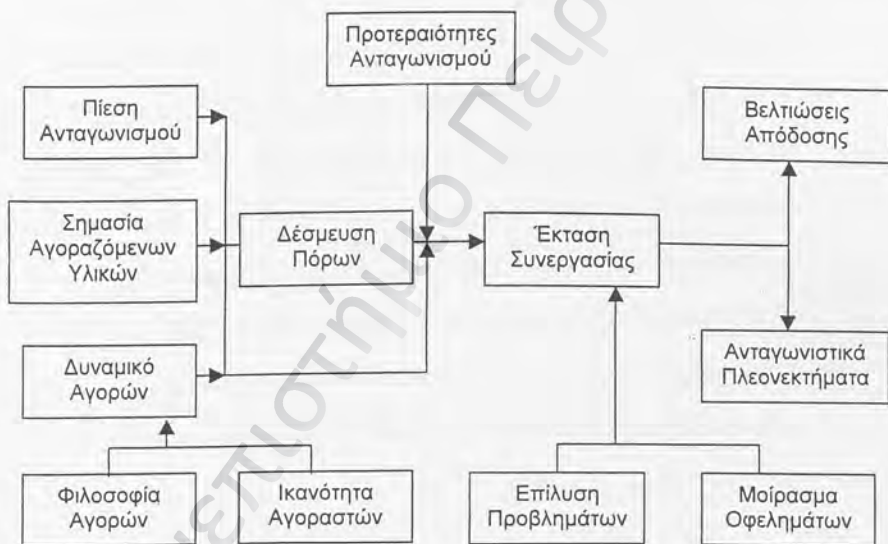 Προτεραιότητες
Ανταγωνισμού
Πίεση
Ανταγωνισμού
Βελτιώσεις
Απόδοσης
Σημασία
Αγοραζόμενων
Υλικών
Δέσμευση
Πόρων
Έκταση
Συνεργασίας
Δυναμικό
Αγορών
Ανταγωνιστικά
Πλεονεκτήματα
Φιλοσοφία
Αγορών
Ικανότητα
Αγοραστών
Επίλυση
Προβλημάτων
Μοίρασμα
Οφελημάτων